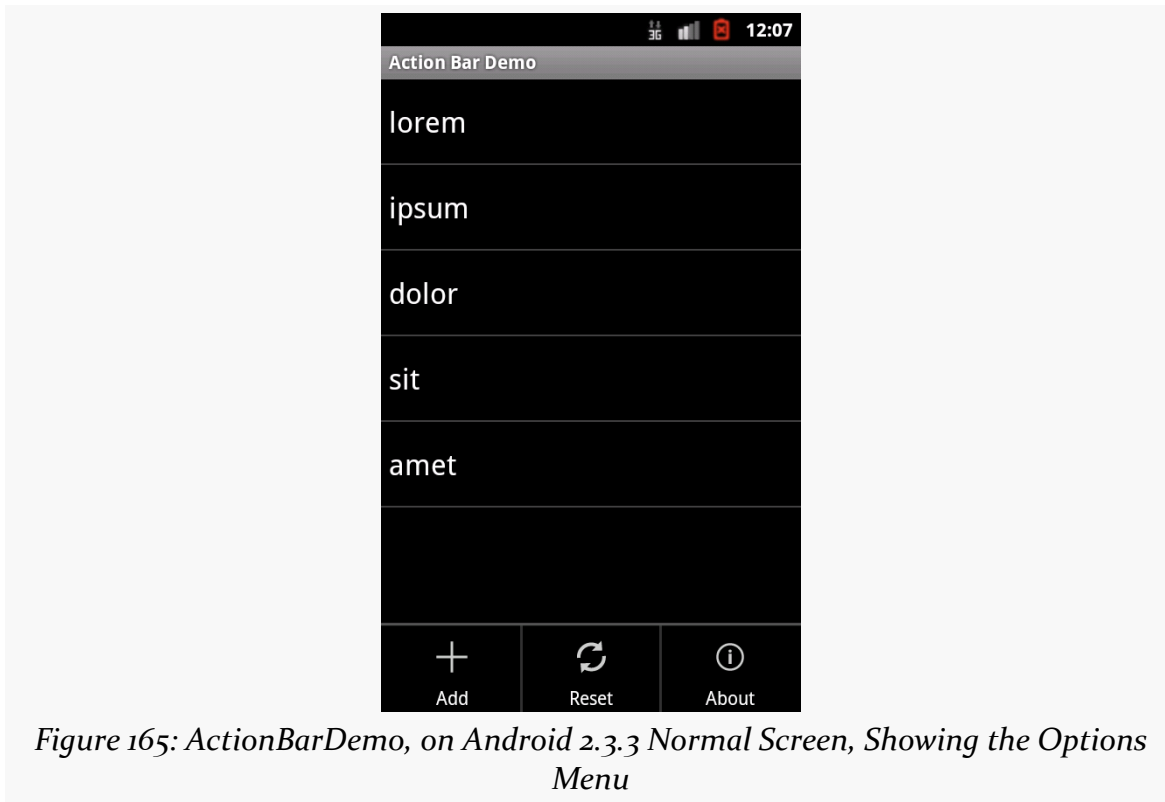 3G 12:07
Action Bar Demo
lorem
ipsum
dolor
sit
amet
Add Reset About
Figure 165: ActionBarDemo, on Android 2.3.3 Normal Screen, Showing the Options
Menu